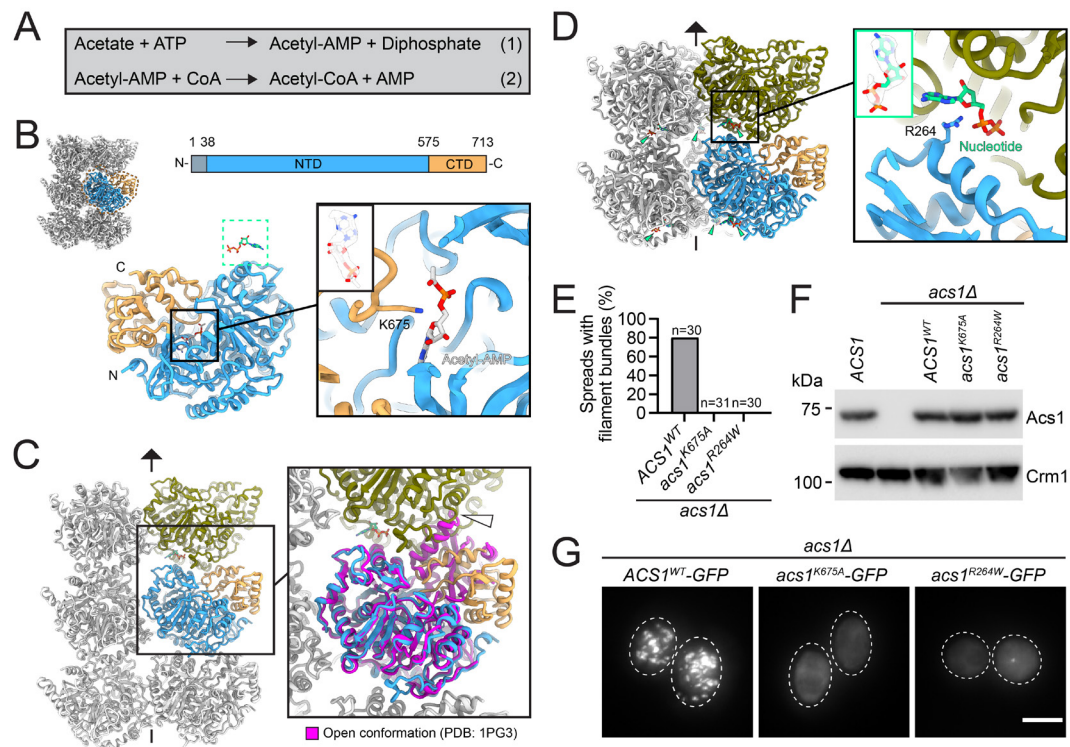 A
Acetate + ATP → Acetyl-AMP + Diphosphate (1)
Acetyl-AMP + CoA → Acetyl-CoA + AMP (2)
B
1 38 575 713
N- NTD CTD -C
C
N
K675
Acetyl-AMP
C
Open conformation (PDB: 1PG3)
D
R264
Nucleotide
E
Spreads with
filament bundles (%)
100
80
60
40
20
0
n=30
n=31 n=30
ACS1WT
acs1K675A
acs1R264W
acs1Δ
F
acs1Δ
kDa
ACS1
ACS1WT
acs1K675A
acs1R264W
75
Acs1
100
Crm1
G
acs1Δ
ACS1WT-GFP acs1K675A-GFP acs1R264W-GFP